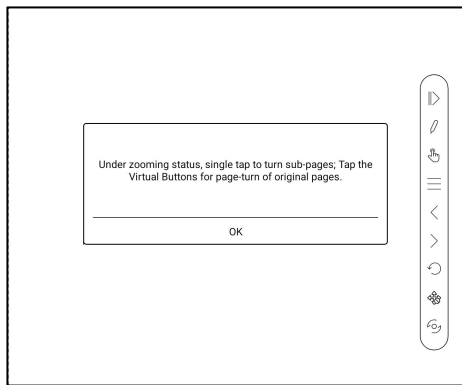 Under zooming status, single tap to turn sub-pages; Tap the
Virtual Buttons for page-turn of original pages.
OK